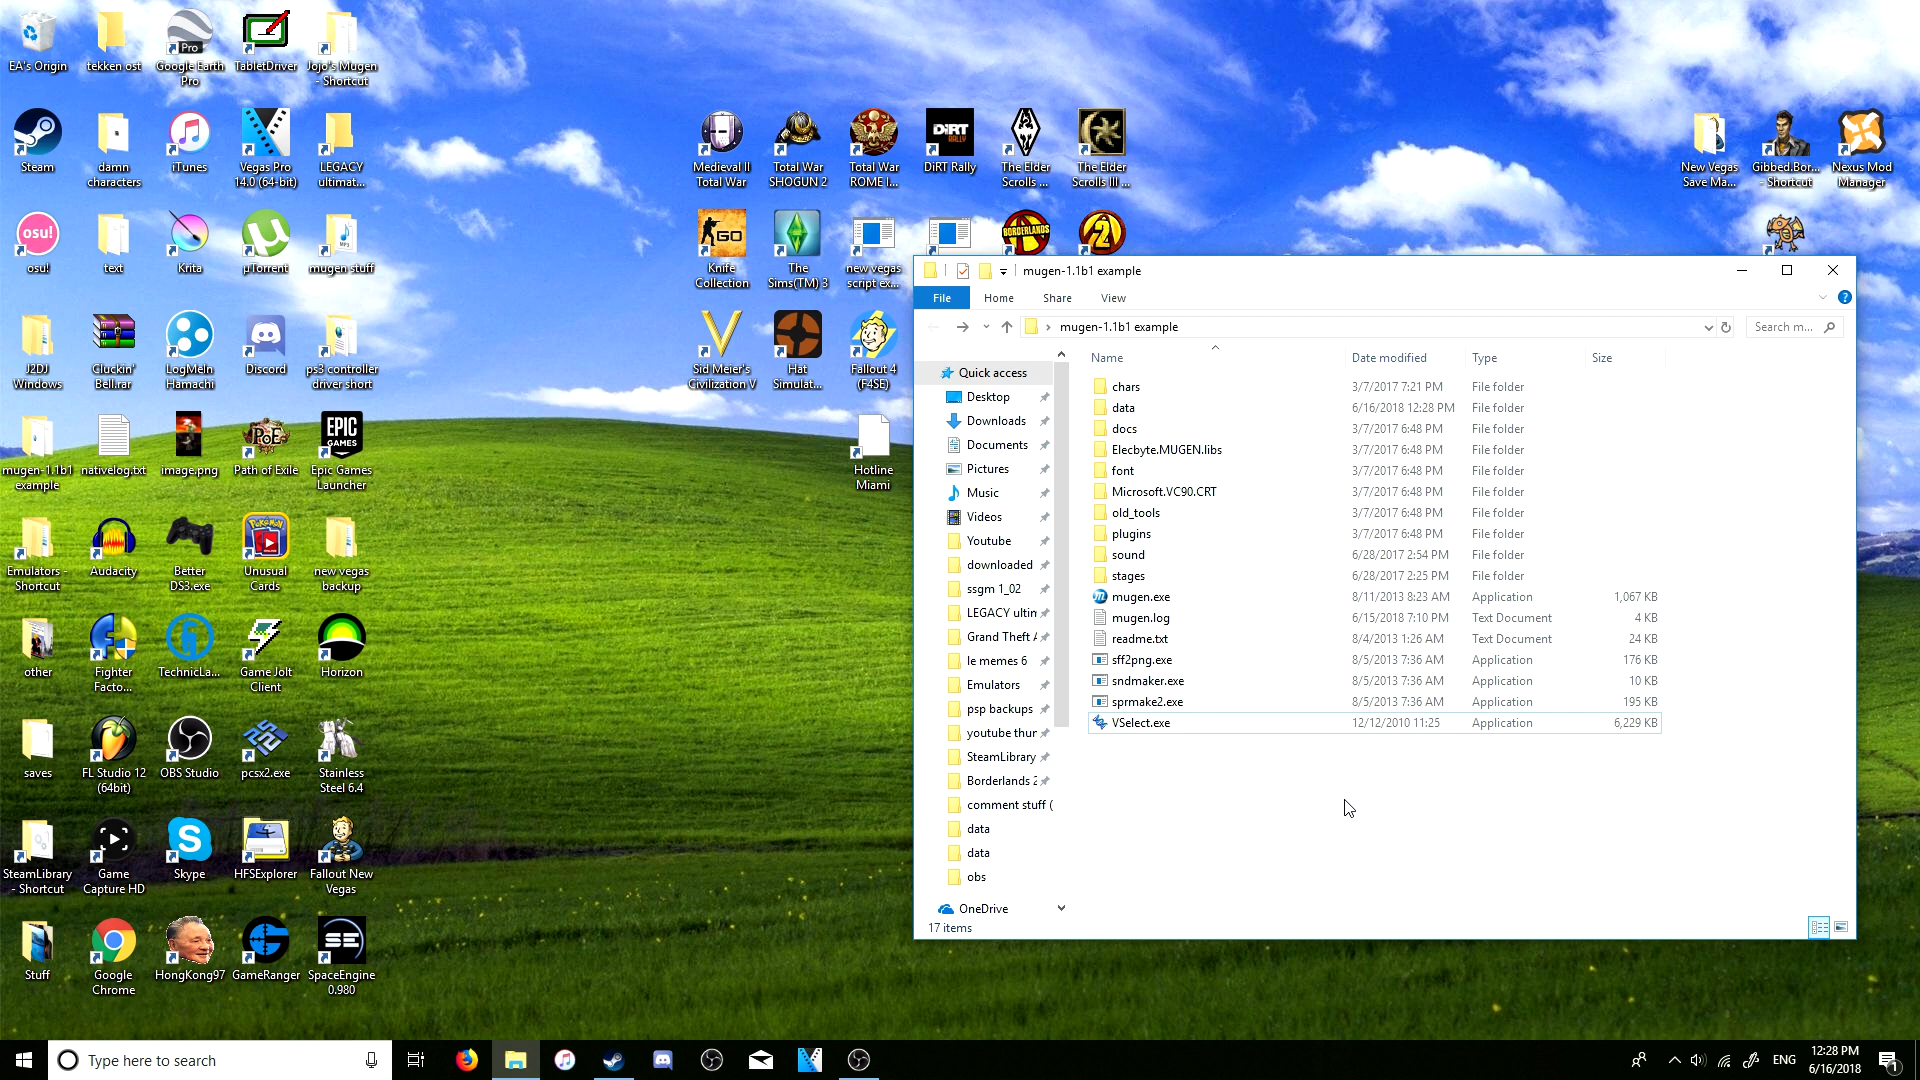 EA's Origin
tekken ost
Google Earth
Pro
TabletDriver
Jojo's Mugen
- Shortcut
Steam
damn
characters
iTunes
Vegas Pro
14.0 (64-bit)
LEGACY
ultimat...
osu!
text
Krita
µTorrent
mugen stuff
J2DJ
Windows
Cluckin'
Bell.rar
LogMeIn
Hamachi
Discord
ps3 controller
driver short
mugen-1.1b1
example
nativelog.txt
image.png
Path of Exile
Epic Games
Launcher
Emulators -
Shortcut
Audacity
Better
DS3.exe
Unusual
Cards
new vegas
backup
other
Fighter
Facto...
TechnicLa...
Game Jolt
Client
Horizon
saves
FL Studio 12
(64bit)
OBS Studio
pcsx2.exe
Stainless
Steel 6.4
SteamLibrary
- Shortcut
Game
Capture HD
Skype
HFSExplorer
Fallout New
Vegas
Stuff
Google
Chrome
HongKong97
GameRanger
SpaceEngine
0.980
Medieval II
Total War
Total War
SHOGUN 2
Total War
ROME I...
DiRT Rally
The Elder
Scrolls ...
The Elder
Scrolls III ...
Knife
Collection
The
Sims(TM) 3
new vegas
script ex...
Sid Meier's
Civilization V
Hat
Simulat...
Fallout 4
(F4SE)
Hotline
Miami
New Vegas
Save Ma...
Gibbed.Bor...
- Shortcut
Nexus Mod
Manager
mugen-1.1b1 example
File Home Share View
mugen-1.1b1 example
Search m...
Quick access
Desktop
Downloads
Documents
Pictures
Music
Videos
Youtube
downloaded
ssgm 1_02
LEGACY ultin
Grand Theft A
le memes 6
Emulators
psp backups
youtube thur
SteamLibrary
Borderlands 2
comment stuff (
data
data
obs
OneDrive
Name Date modified Type Size
chars 3/7/2017 7:21 PM File folder
data 6/16/2018 12:28 PM File folder
docs 3/7/2017 6:48 PM File folder
Elecbyte.MUGEN.libs 3/7/2017 6:48 PM File folder
font 3/7/2017 6:48 PM File folder
Microsoft.VC90.CRT 3/7/2017 6:48 PM File folder
old_tools 3/7/2017 6:48 PM File folder
plugins 3/7/2017 6:48 PM File folder
sound 6/28/2017 2:54 PM File folder
stages 6/28/2017 2:25 PM File folder
mugen.exe 8/11/2013 8:23 AM Application 1,067 KB
mugen.log 6/15/2018 7:10 PM Text Document 4 KB
readme.txt 8/4/2013 1:26 AM Text Document 24 KB
sff2png.exe 8/5/2013 7:36 AM Application 176 KB
sndmaker.exe 8/5/2013 7:36 AM Application 10 KB
sprmake2.exe 8/5/2013 7:36 AM Application 195 KB
VSelect.exe 12/12/2010 11:25 Application 6,229 KB
17 items
Type here to search
ENG
12:28 PM
6/16/2018
1